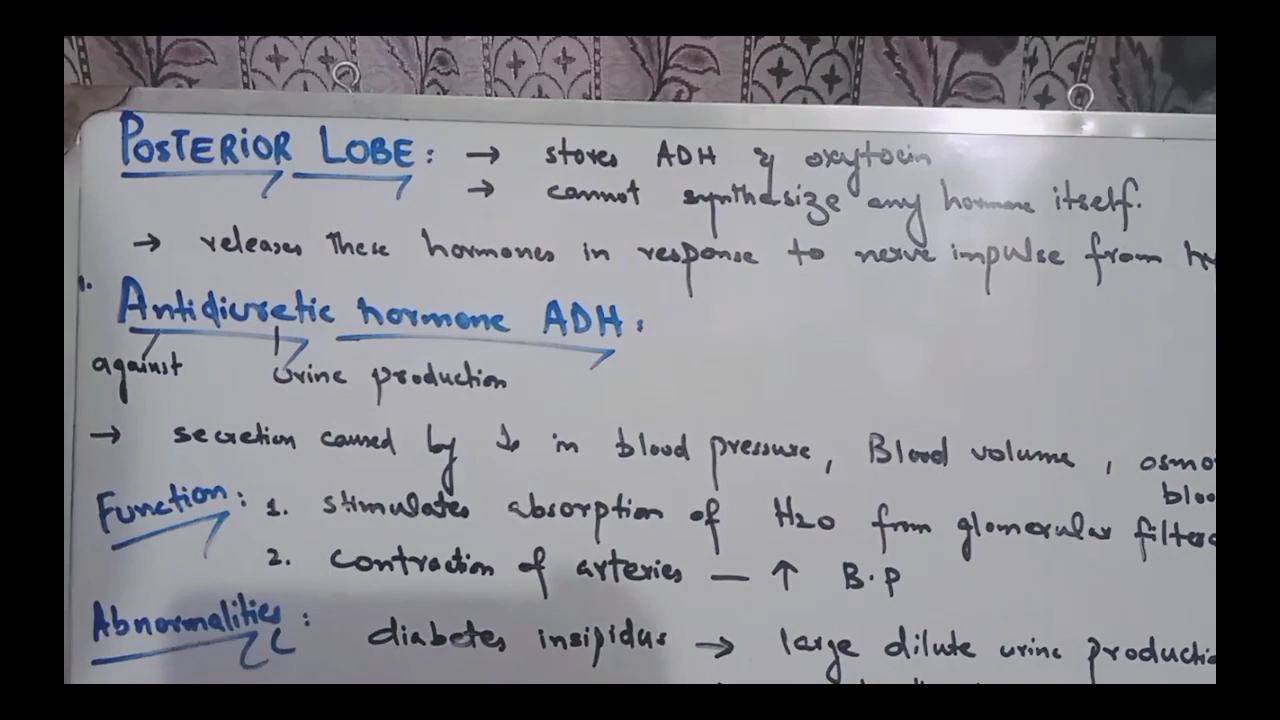 POSTERIOR LOBE : → stores ADH & oxytocin
→ cannot synthesize any hormone itself.
→ releases these hormones in response to nerve impulse from
1. Antidiuretic hormone ADH :
against urine production
→ secretion caused by ↓ in blood pressure, Blood volume, osmo
bloo
Function : 1. stimulates absorption of H2O from glomerular filter
2. contraction of arteries — ↑ B.P
Abnormalities : diabetes insipidus → large dilute urine producti